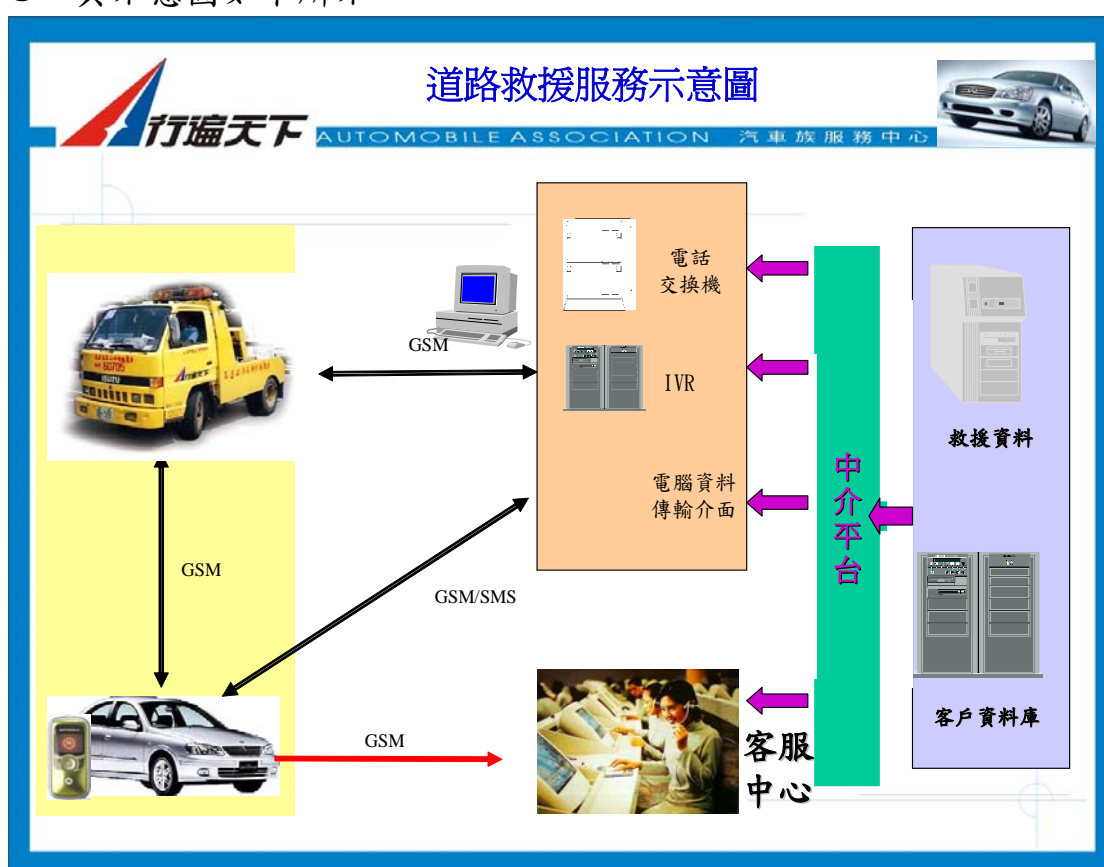 道路救援服務示意圖
行遍天下 AUTOMOBILE ASSOCIATION 汽車族服務中心
電話
交換機
GSM
IVR
60705
ISUZU
救援資料
中介平台
電腦資料
傳輸介面
GSM
GSM/SMS
客戶資料庫
GSM
客服
中心